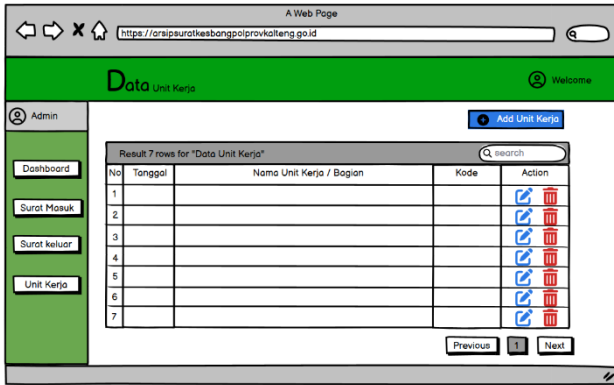 A Web Page
https://arsipsuratkesbangpolprovkalteng.go.id
Data Unit Kerja
Welcome
Admin
Add Unit Kerja
Result 7 rows for "Data Unit Kerja"
search
No Tanggal Nama Unit Kerja / Bagian Kode Action
1
2
3
4
5
6
7
Dashboard
Surat Masuk
Surat keluar
Unit Kerja
Previous 1 Next